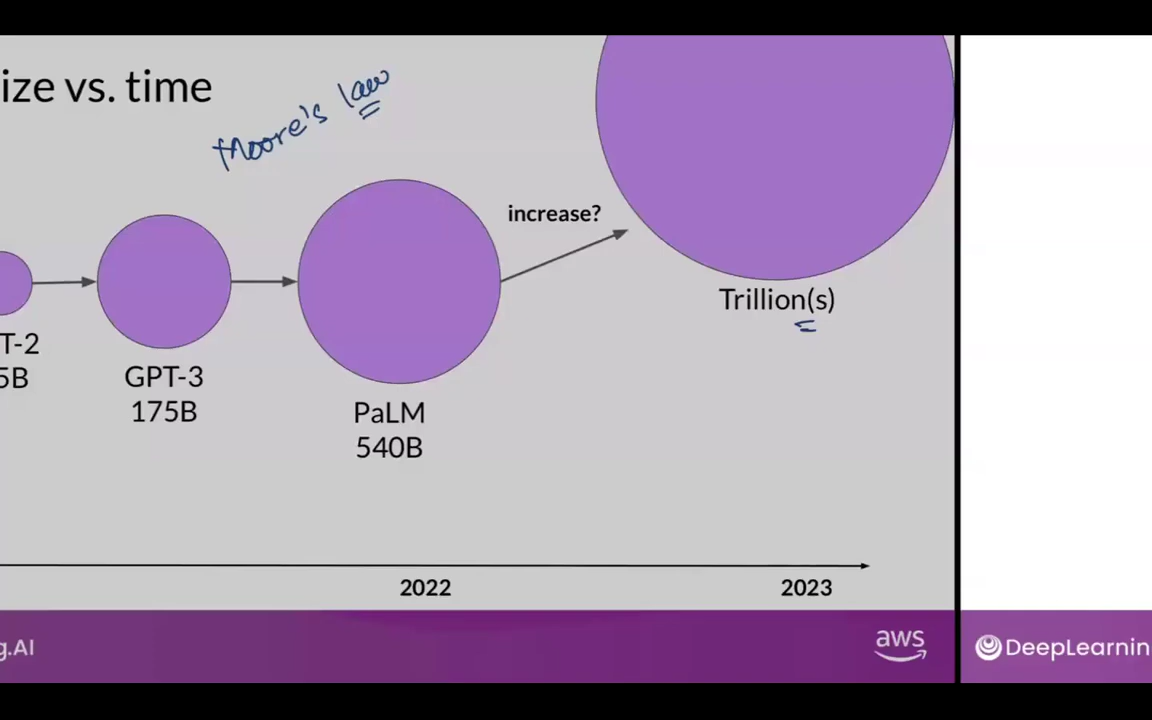 ize vs. time
Moore's law
increase?
Trillion(s)
T-2
5B
GPT-3
175B
PaLM
540B
2022
2023
g.AI
aws
DeepLearnin